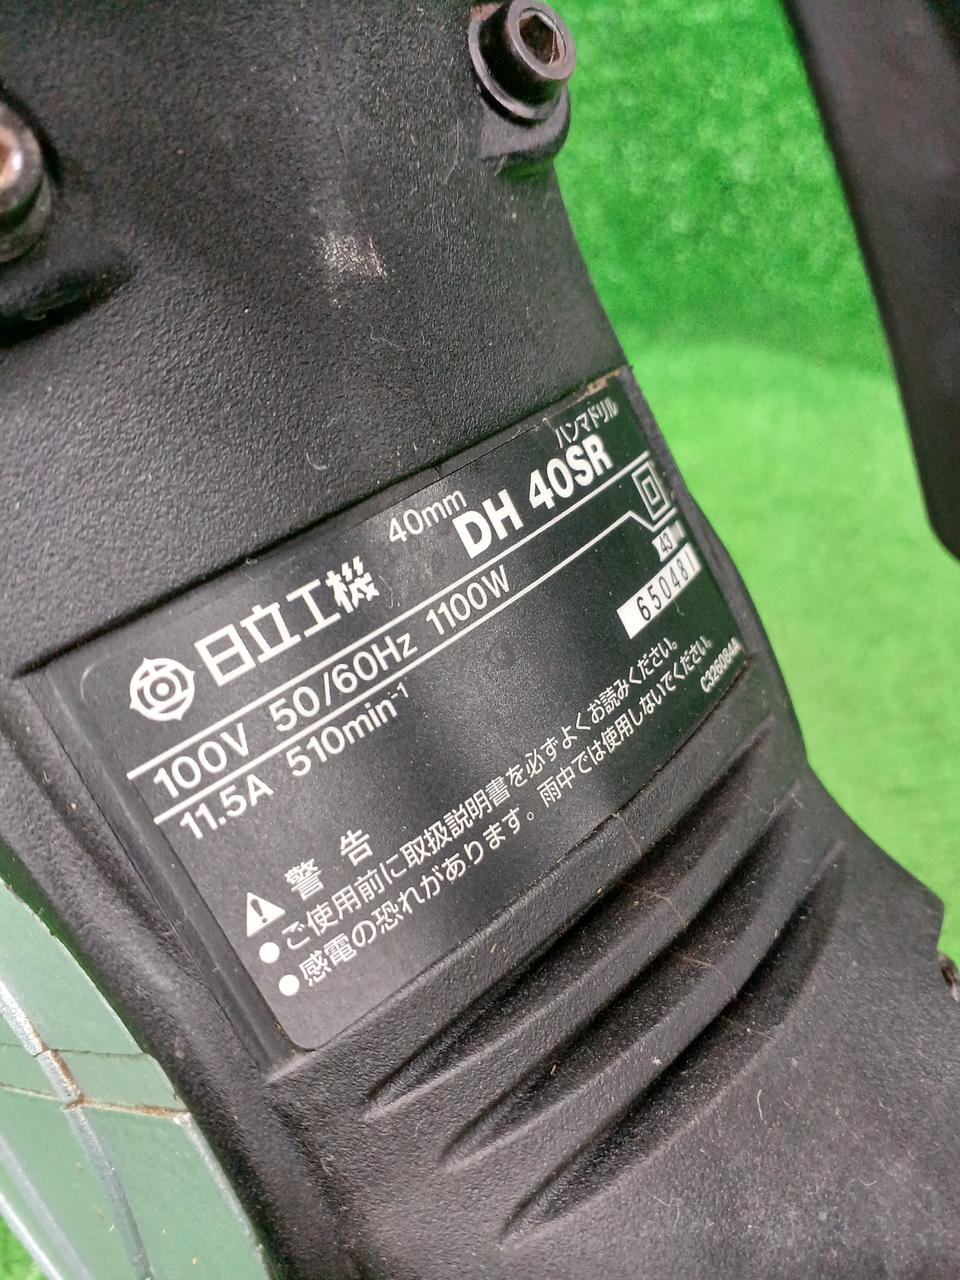 ハンマドリル
日立工機 40mm DH 40SR
100V 50/60Hz 1100W
11.5A 510min-1
43
650481
警告
●ご使用前に取扱説明書を必ずよくお読みください。
●感電の恐れがあります。雨中では使用しないでください。
C326084A